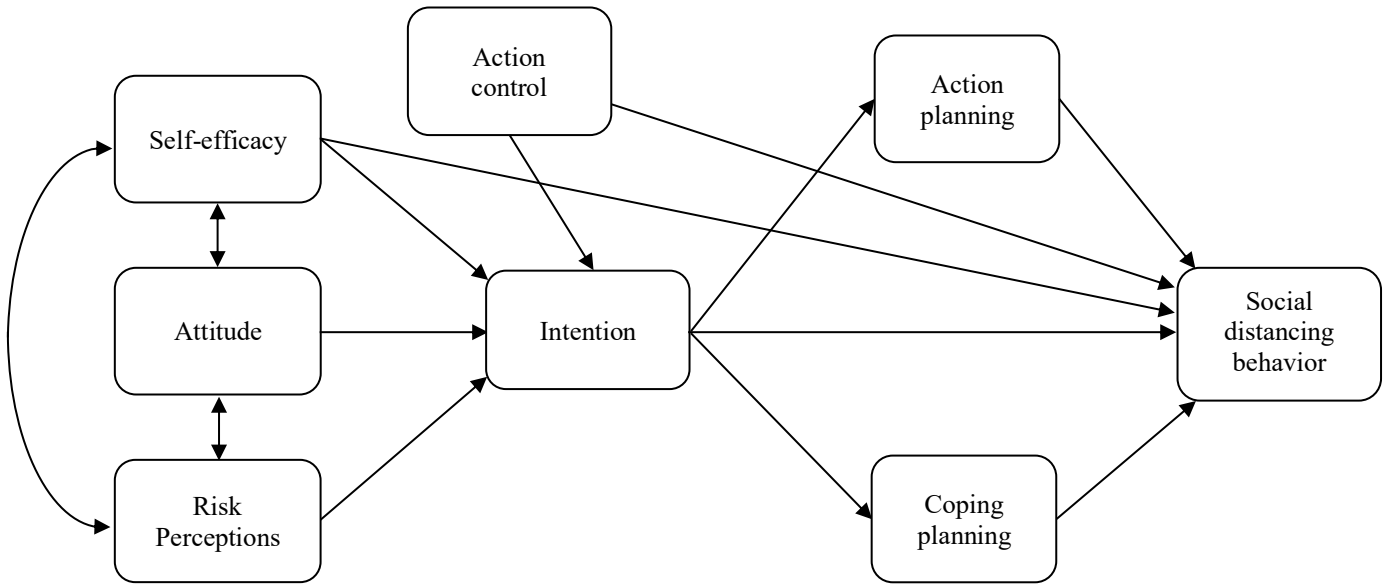 Action
control
Action
planning
Self-efficacy
Attitude
Intention
Social
distancing
behavior
Risk
Perceptions
Coping
planning